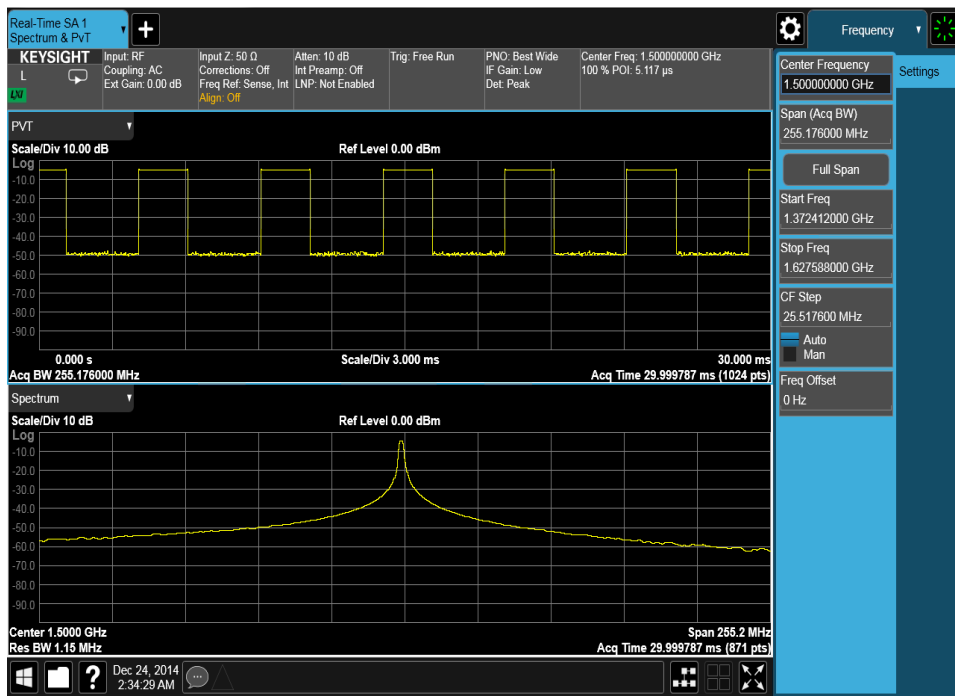 Real-Time SA 1
Spectrum & PvT
Frequency
KEYSIGHT
L
LXI
Input: RF
Coupling: AC
Ext Gain: 0.00 dB
Input Z: 50 Ω
Corrections: Off
Freq Ref: Sense, Int
Align: Off
Atten: 10 dB
Int Preamp: Off
LNP: Not Enabled
Trig: Free Run
PNO: Best Wide
IF Gain: Low
Det: Peak
Center Freq: 1.500000000 GHz
100 % POI: 5.117 µs
Center Frequency
1.500000000 GHz
Settings
Span (Acq BW)
255.176000 MHz
Full Span
Start Freq
1.372412000 GHz
Stop Freq
1.627588000 GHz
CF Step
25.517600 MHz
Auto
Man
Freq Offset
0 Hz
PVT
Scale/Div 10.00 dB
Ref Level 0.00 dBm
Log
-10.0
-20.0
-30.0
-40.0
-50.0
-60.0
-70.0
-80.0
-90.0
0.000 s
Scale/Div 3.000 ms
30.000 ms
Acq BW 255.176000 MHz
Acq Time 29.999787 ms (1024 pts)
Spectrum
Scale/Div 10 dB
Ref Level 0.00 dBm
Log
-10.0
-20.0
-30.0
-40.0
-50.0
-60.0
-70.0
-80.0
-90.0
Center 1.5000 GHz
Span 255.2 MHz
Res BW 1.15 MHz
Acq Time 29.999787 ms (871 pts)
?
Dec 24, 2014
2:34:29 AM